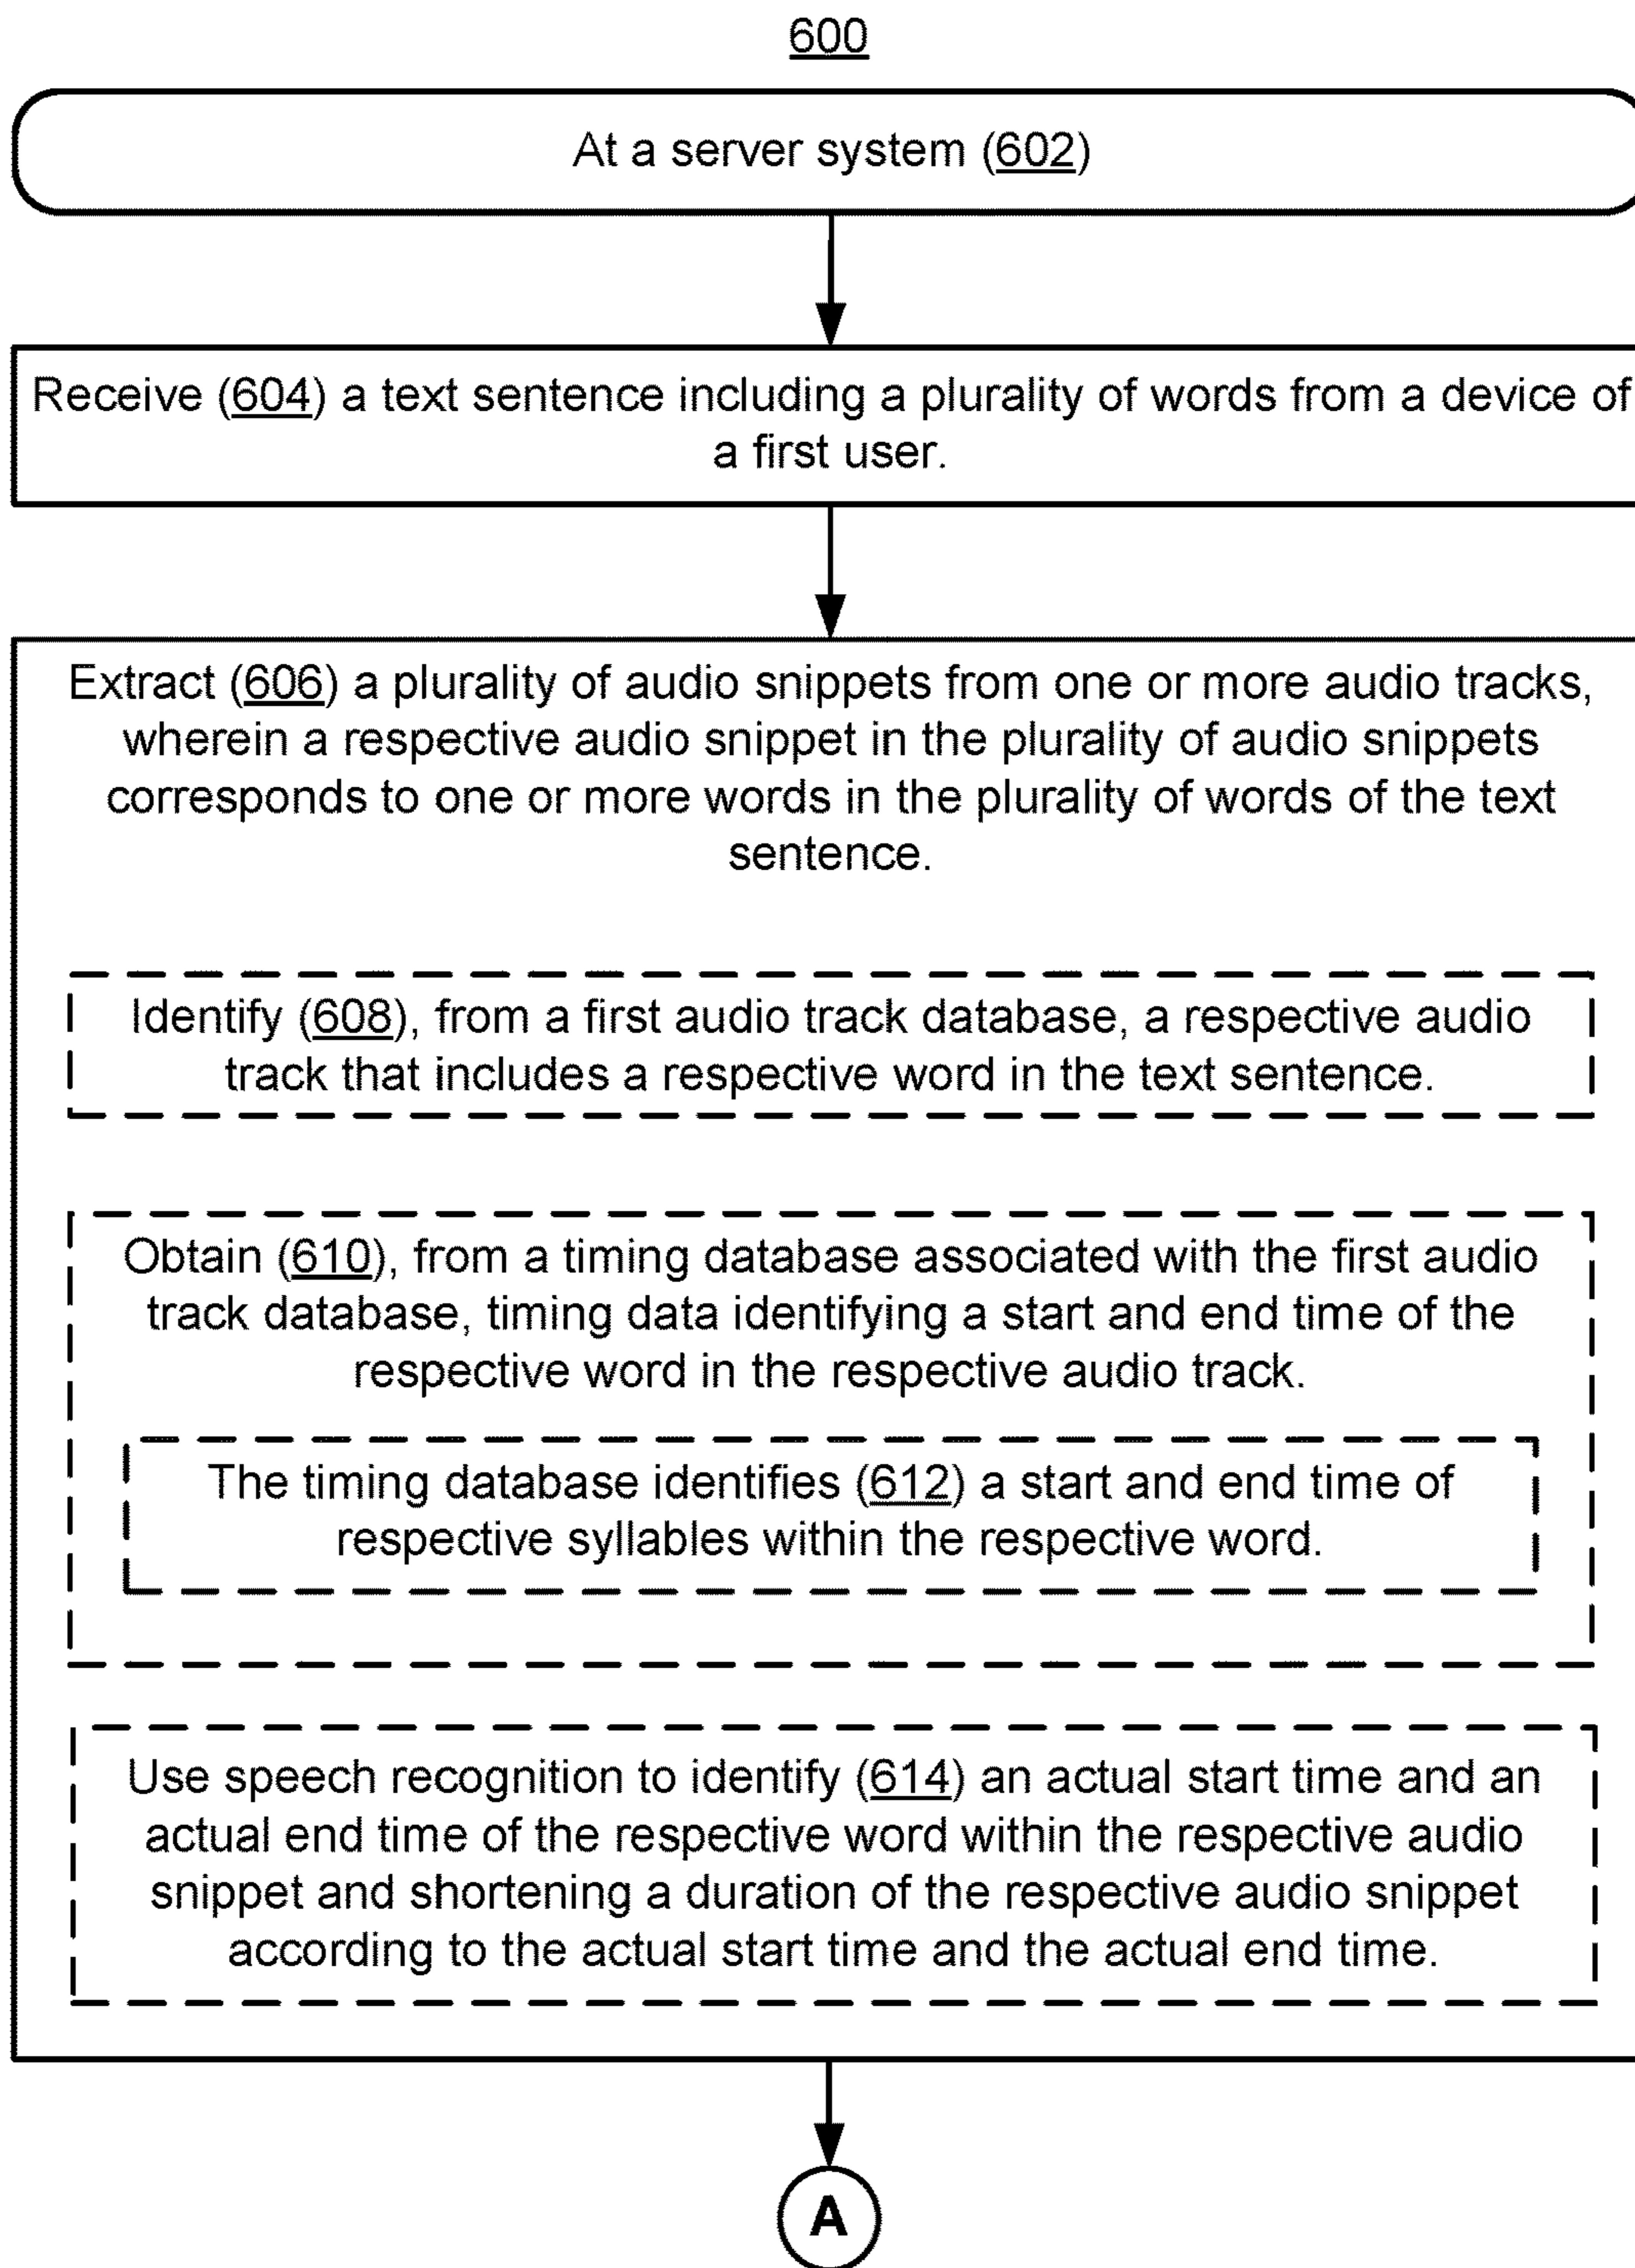 600
At a server system (602)
Receive (604) a text sentence including a plurality of words from a device of
a first user.
Extract (606) a plurality of audio snippets from one or more audio tracks,
wherein a respective audio snippet in the plurality of audio snippets
corresponds to one or more words in the plurality of words of the text
sentence.
Identify (608), from a first audio track database, a respective audio
track that includes a respective word in the text sentence.
Obtain (610), from a timing database associated with the first audio
track database, timing data identifying a start and end time of the
respective word in the respective audio track.
The timing database identifies (612) a start and end time of
respective syllables within the respective word.
Use speech recognition to identify (614) an actual start time and an
actual end time of the respective word within the respective audio
snippet and shortening a duration of the respective audio snippet
according to the actual start time and the actual end time.
A